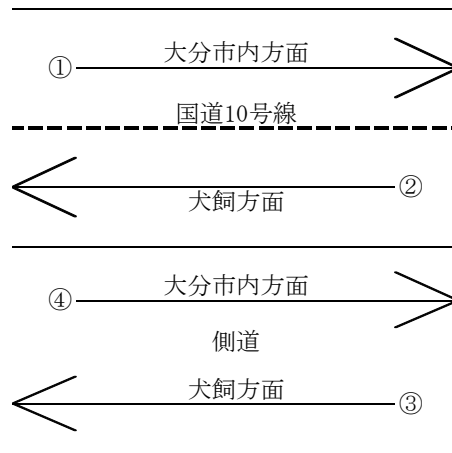 大分市内方面
①
国道10号線
②
犬飼方面
大分市内方面
④
側道
犬飼方面
③